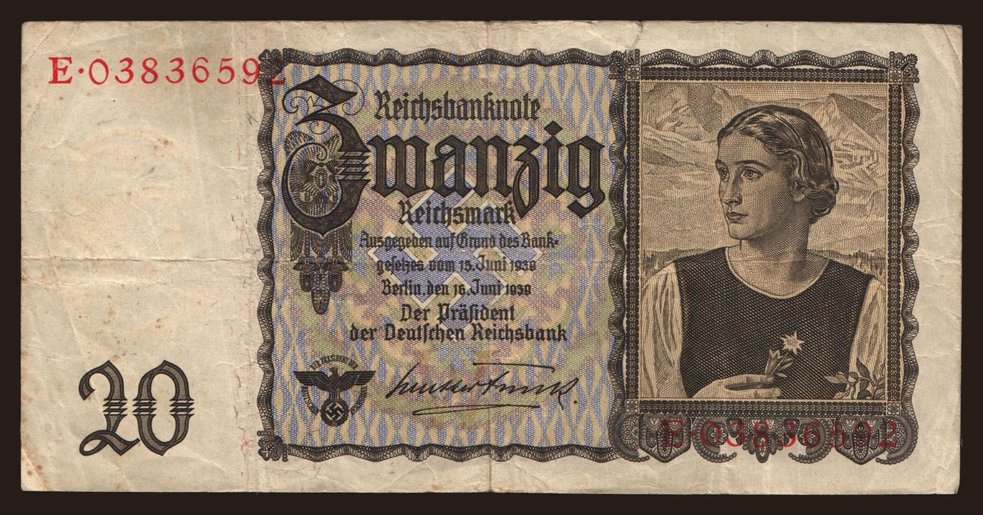 E·03836592
Reichsbanknote
Zwanzig
Reichsmark
Ausgegeben auf Grund des Bank-
gesetzes vom 15. Juni 1939
Berlin, den 16. Juni 1939
Der Präsident
der Deutschen Reichsbank
20
E·03836592